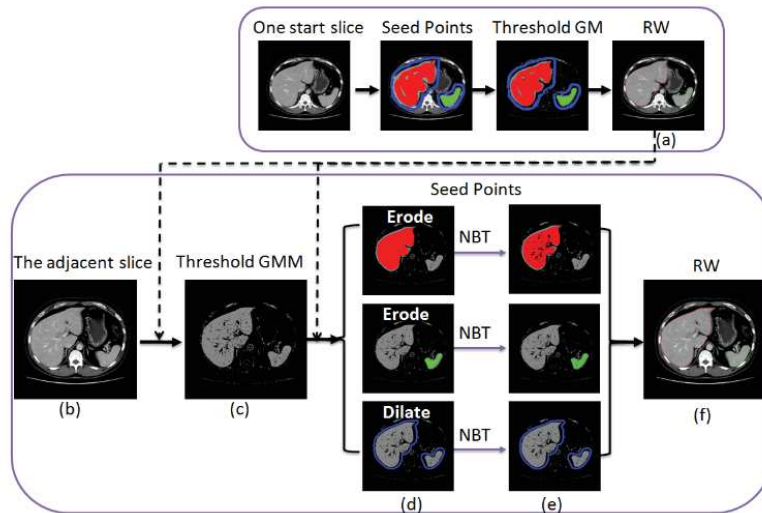 One start slice Seed Points Threshold GM RW
(a)
Seed Points
The adjacent slice Threshold GMM Erode NBT RW
Erode NBT
Dilate NBT
(b) (c) (d) (e) (f)